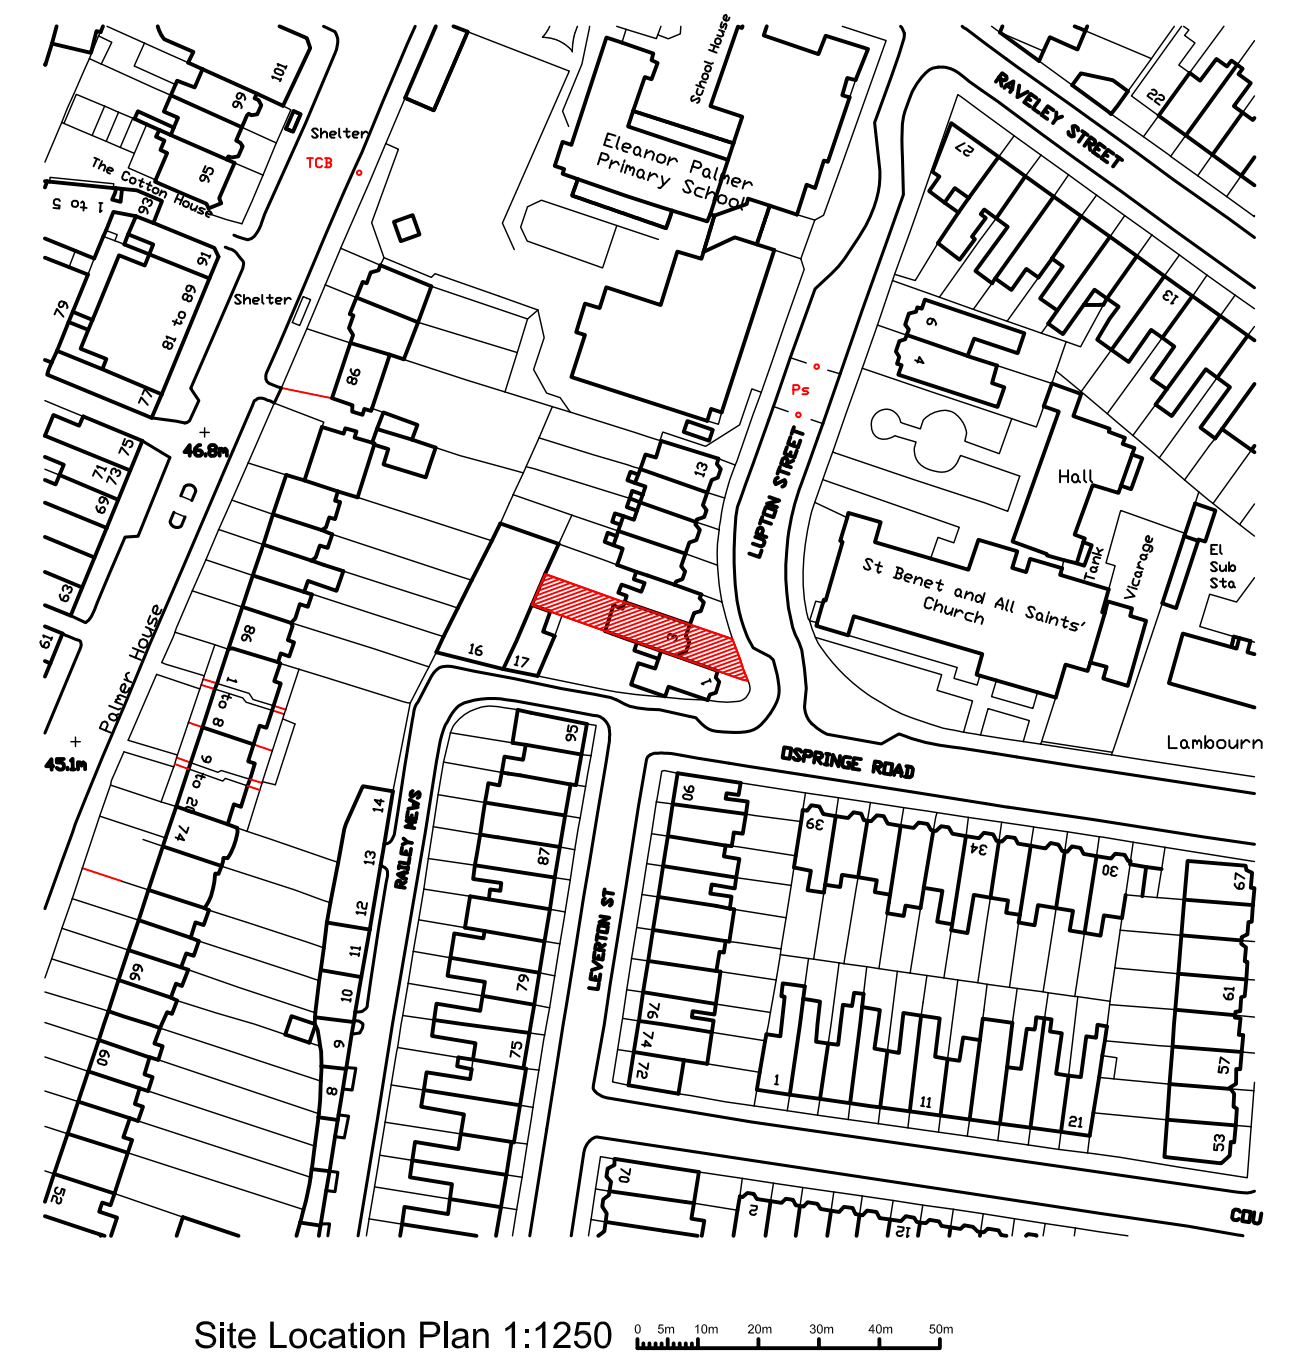 101
99
95
Shelter
TCB
The Cotton House
1 to 5
93
91
79
81 to 89
77
Shelter
School House
Eleanor Palmer
Primary School
RAVELEY STREET
22
27
13
6
4
Ps
86
75
71
73
69
63
61
46.8m
13
LUPTON STREET
Hall
Tank
Vicarage
El
Sub
Sta
St Benet and All Saints'
Church
3
1
16
17
86
Palmer House
1 to 8
9 to 20
45.1m
74
66
60
52
14
13
12
11
10
9
8
RAILEY MEWS
95
87
79
75
LEVERTON ST
OSPRINGE ROAD
Lambourn
90
76
74
72
39
34
30
67
61
57
53
1
11
21
70
2
12
COU
Site Location Plan 1:1250
0 5m 10m 20m 30m 40m 50m